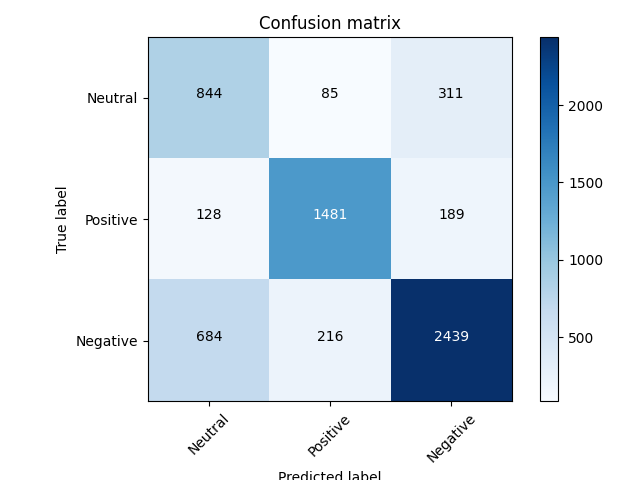 Confusion matrix
Neutral 844 85 311
Positive 128 1481 189
Negative 684 216 2439
Neutral Positive Negative
True label
Predicted label
2000
1500
1000
500